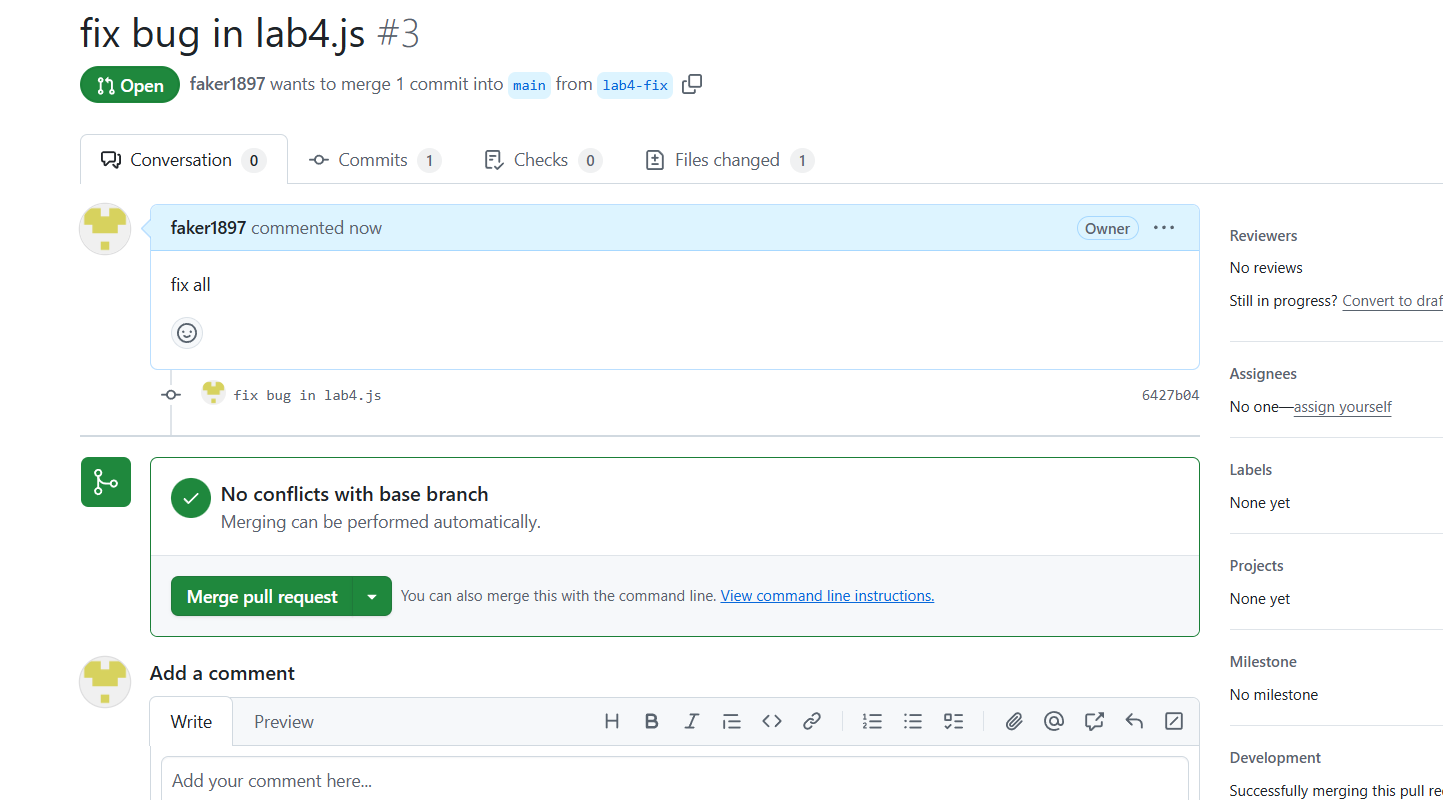 fix bug in lab4.js #3
Open faker1897 wants to merge 1 commit into main from lab4-fix
Conversation 0 Commits 1 Checks 0 Files changed 1
faker1897 commented now Owner
fix all
fix bug in lab4.js 6427b04
No conflicts with base branch
Merging can be performed automatically.
Merge pull request You can also merge this with the command line. View command line instructions.
Add a comment
Write Preview
Add your comment here...
Reviewers
No reviews
Still in progress? Convert to draf
Assignees
No one—assign yourself
Labels
None yet
Projects
None yet
Milestone
No milestone
Development
Successfully merging this pull re